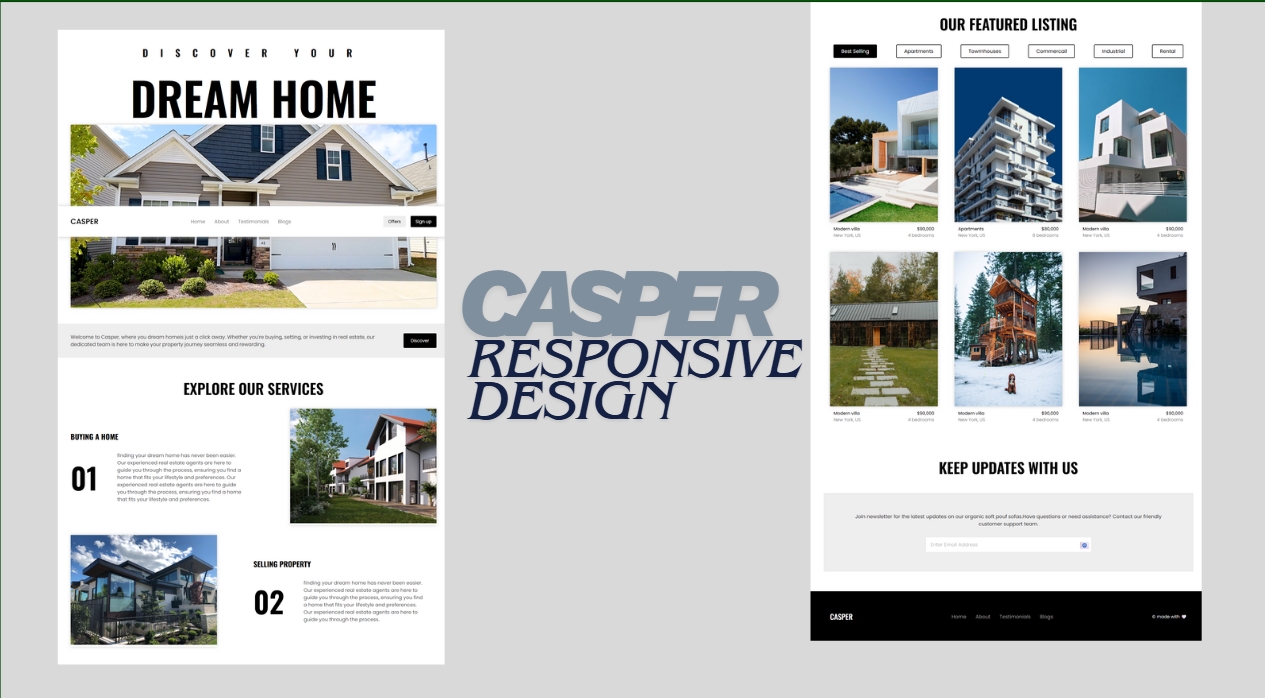 DISCOVER YOUR
DREAM HOME
CASPER
Home About Testimonials Blogs
Offers Sign up
Welcome to Casper, where you dream homeis just a click away. Whether you're buying, selling, or investing in real estate, our
dedicated team is here to make your property journey seamless and rewarding.
Discover
EXPLORE OUR SERVICES
BUYING A HOME
01
finding your dream home has never been easier.
Our experienced real estate agents are here to
guide you through the process, ensuring you find a
home that fits your lifestyle and preferences. Our
experienced real estate agents are here to guide
you through the process, ensuring you find a home
that fits your lifestyle and preferences.
SELLING PROPERTY
02
finding your dream home has never been easier.
Our experienced real estate agents are here to
guide you through the process, ensuring you find
a home that fits your lifestyle and preferences.
Our experienced real estate agents are here to
guide you through the process.
CASPER
RESPONSIVE
DESIGN
OUR FEATURED LISTING
Best Selling Apartments Townhouses Commercail Industrial Rental
Modern villa $90,000
New York, US 4 bedrooms
Apartments $90,000
New York, US 8 bedrooms
Modern villa $90,000
New York, US 4 bedrooms
Modern villa $90,000
New York, US 4 bedrooms
Modern villa $90,000
New York, US 4 bedrooms
Modern villa $90,000
New York, US 4 bedrooms
KEEP UPDATES WITH US
Join newsletter for the latest updates on our organic soft pouf sofas.Have questions or need assistance? Contact our friendly
customer support team.
Enter Email Address
CASPER
Home About Testimonials Blogs
© made with